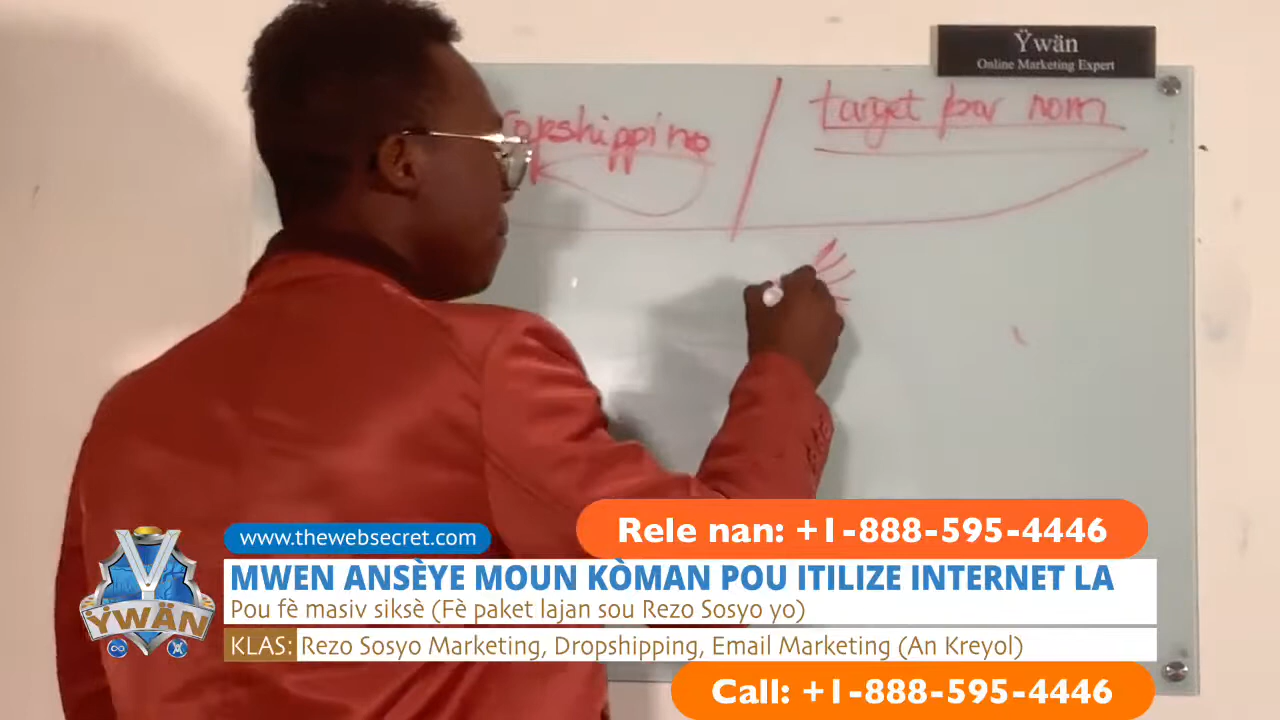 Ÿwän
Online Marketing Expert
ropshipping
target par nom
Rele nan: +1-888-595-4446
www.thewebsecret.com
MWEN ANSÈYE MOUN KÒMAN POU ITILIZE INTERNET LA
Pou fè masiv siksè (Fè paket lajan sou Rezo Sosyo yo)
KLAS: Rezo Sosyo Marketing, Dropshipping, Email Marketing (An Kreyol)
ŸWÄN
Call: +1-888-595-4446